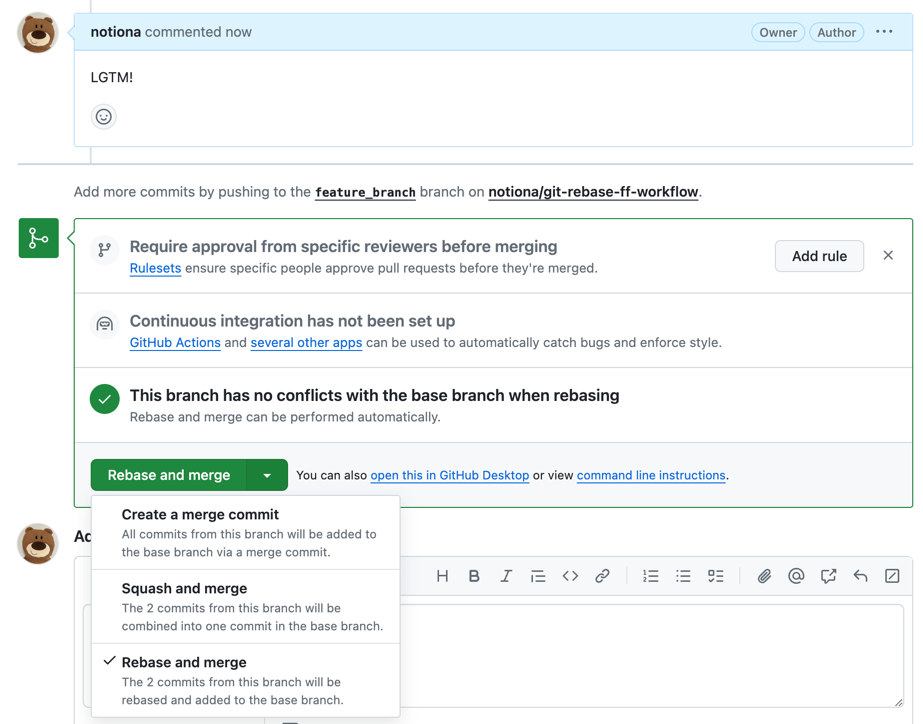 notiona commented now
Owner
Author
LGTM!
Add more commits by pushing to the feature_branch branch on notiona/git-rebase-ff-workflow.
Require approval from specific reviewers before merging
Rulesets ensure specific people approve pull requests before they're merged.
Add rule
Continuous integration has not been set up
GitHub Actions and several other apps can be used to automatically catch bugs and enforce style.
This branch has no conflicts with the base branch when rebasing
Rebase and merge can be performed automatically.
Rebase and merge
You can also open this in GitHub Desktop or view command line instructions.
Create a merge commit
All commits from this branch will be added to
the base branch via a merge commit.
Squash and merge
The 2 commits from this branch will be
combined into one commit in the base branch.
Rebase and merge
The 2 commits from this branch will be
rebased and added to the base branch.